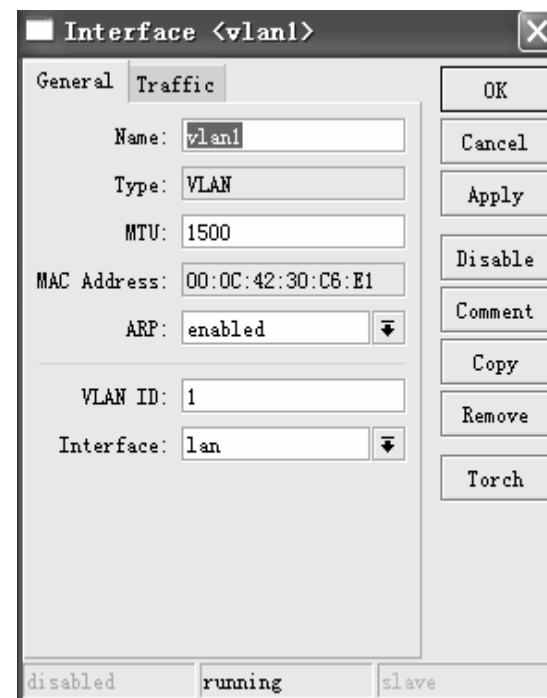 Interface <vlan1>
General Traffic
Name: vlan1
Type: VLAN
MTU: 1500
MAC Address: 00:0C:42:30:C6:E1
ARP: enabled
VLAN ID: 1
Interface: lan
OK
Cancel
Apply
Disable
Comment
Copy
Remove
Torch
disabled running slave